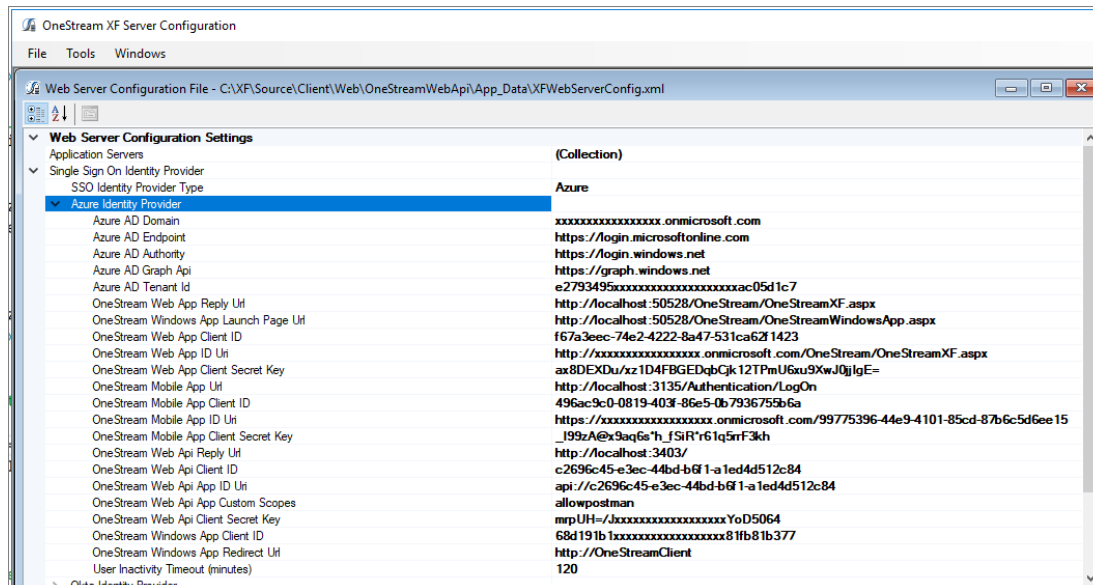 OneStream XF Server Configuration
File Tools Windows
Web Server Configuration File - C:\XF\Source\Client\Web\OneStreamWebApi\App_Data\XFWebServerConfig.xml
Web Server Configuration Settings
Application Servers (Collection)
Single Sign On Identity Provider
SSO Identity Provider Type Azure
Azure Identity Provider
Azure AD Domain xxxxxxxxxxxxxxxxx.onmicrosoft.com
Azure AD Endpoint https://login.microsoftonline.com
Azure AD Authority https://login.windows.net
Azure AD Graph Api https://graph.windows.net
Azure AD Tenant Id e2793495xxxxxxxxxxxxxxxxxxxxxac05d1c7
OneStream Web App Reply Url http://localhost:50528/OneStream/OneStreamXF.aspx
OneStream Windows App Launch Page Url http://localhost:50528/OneStream/OneStreamWindowsApp.aspx
OneStream Web App Client ID f67a3eec-74e2-4222-8a47-531ca62f1423
OneStream Web App ID Uri http://xxxxxxxxxxxxxxxxx.onmicrosoft.com/OneStream/OneStreamXF.aspx
OneStream Web App Client Secret Key ax8DEXDu/xz1D4FBGEDqbCjk12TPmU6xu9XwJ0jjIgE=
OneStream Mobile App Url http://localhost:3135/Authentication/LogOn
OneStream Mobile App Client ID 496ac9c0-0819-403f-86e5-0b7936755b6a
OneStream Mobile App ID Uri https://xxxxxxxxxxxxxxxxx.onmicrosoft.com/99775396-44e9-4101-85cd-87b6c5d6ee15
OneStream Mobile App Client Secret Key _I99zA@x9aq6s*h_fSiR*r61q5rrF3kh
OneStream Web Api Reply Url http://localhost:3403/
OneStream Web Api Client ID c2696c45-e3ec-44bd-b6f1-a1ed4d512c84
OneStream Web Api App ID Uri api://c2696c45-e3ec-44bd-b6f1-a1ed4d512c84
OneStream Web Api App Custom Scopes allowpostman
OneStream Web Api Client Secret Key mrpUH=/JxxxxxxxxxxxxxxxxxxYoD5064
OneStream Windows App Client ID 68d191b1xxxxxxxxxxxxxxxxxx81fb81b377
OneStream Windows App Redirect Url http://OneStreamClient
User Inactivity Timeout (minutes) 120
Okta Identity Provider